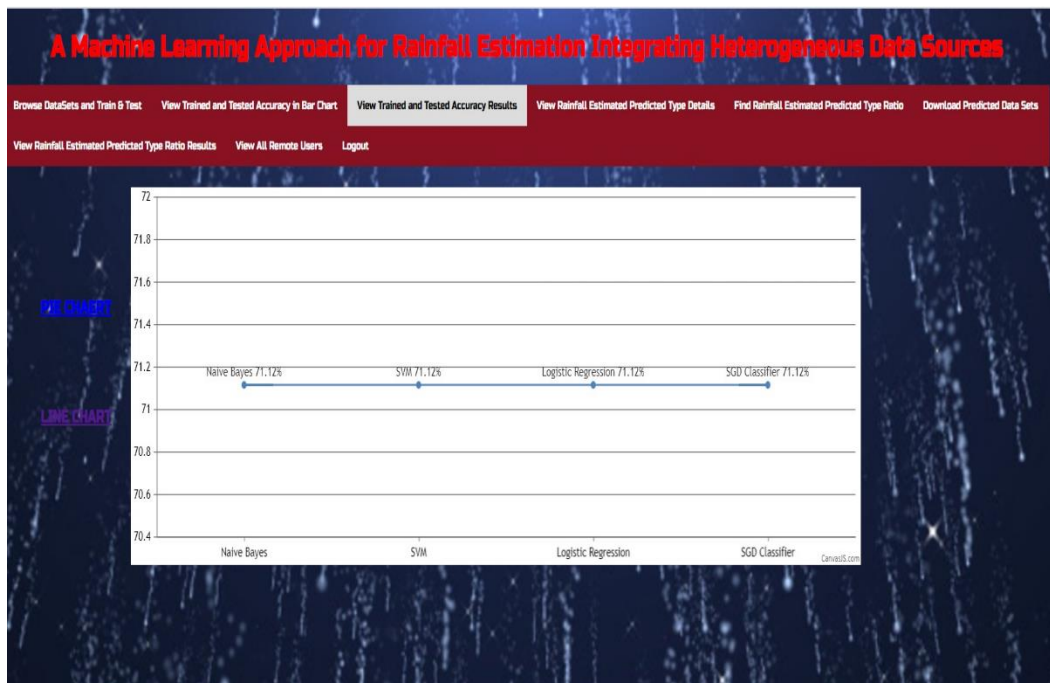 A Machine Learning Approach for Rainfall Estimation Integrating Heterogeneous Data Sources
Browse DataSets and Train & Test View Trained and Tested Accuracy in Bar Chart View Trained and Tested Accuracy Results View Rainfall Estimated Predicted Type Details Find Rainfall Estimated Predicted Type Ratio Download Predicted Data Sets
View Rainfall Estimated Predicted Type Ratio Results View All Remote Users Logout
72
71.8
71.6
PIE CHAERT
71.4
71.2
Naive Bayes 71.12% SVM 71.12% Logistic Regression 71.12% SGD Classifier 71.12%
71
LINE CHART
70.8
70.6
70.4
Naive Bayes SVM Logistic Regression SGD Classifier
CanvasJS.com